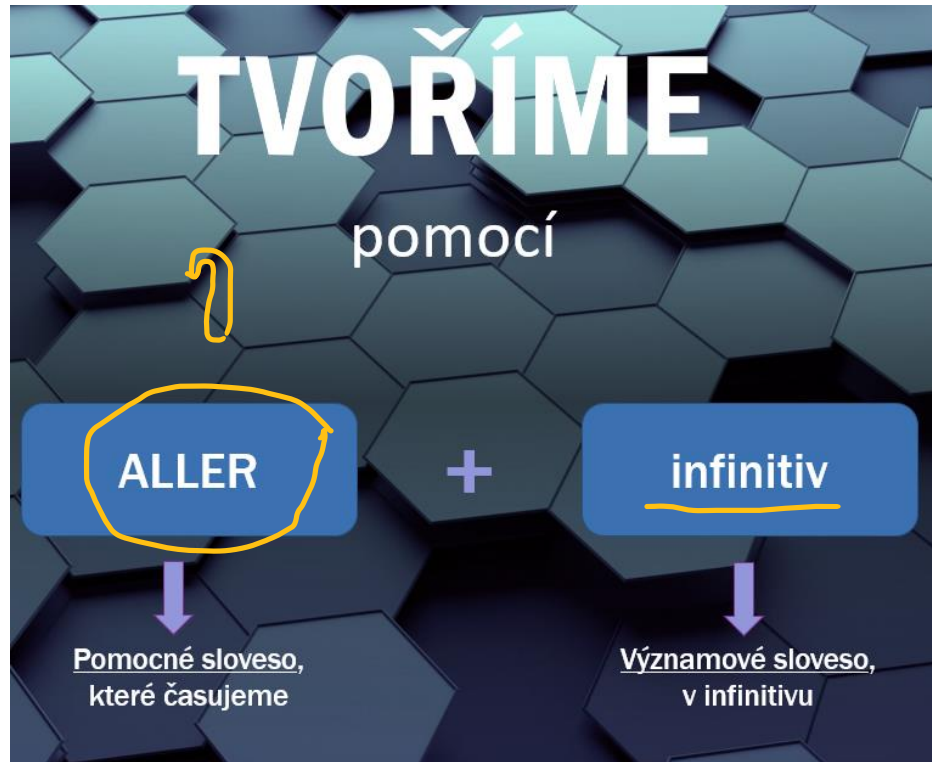 TVOŘÍME
pomocí
ALLER + infinitiv
Pomocné sloveso,
které časujeme
Významové sloveso,
v infinitivu